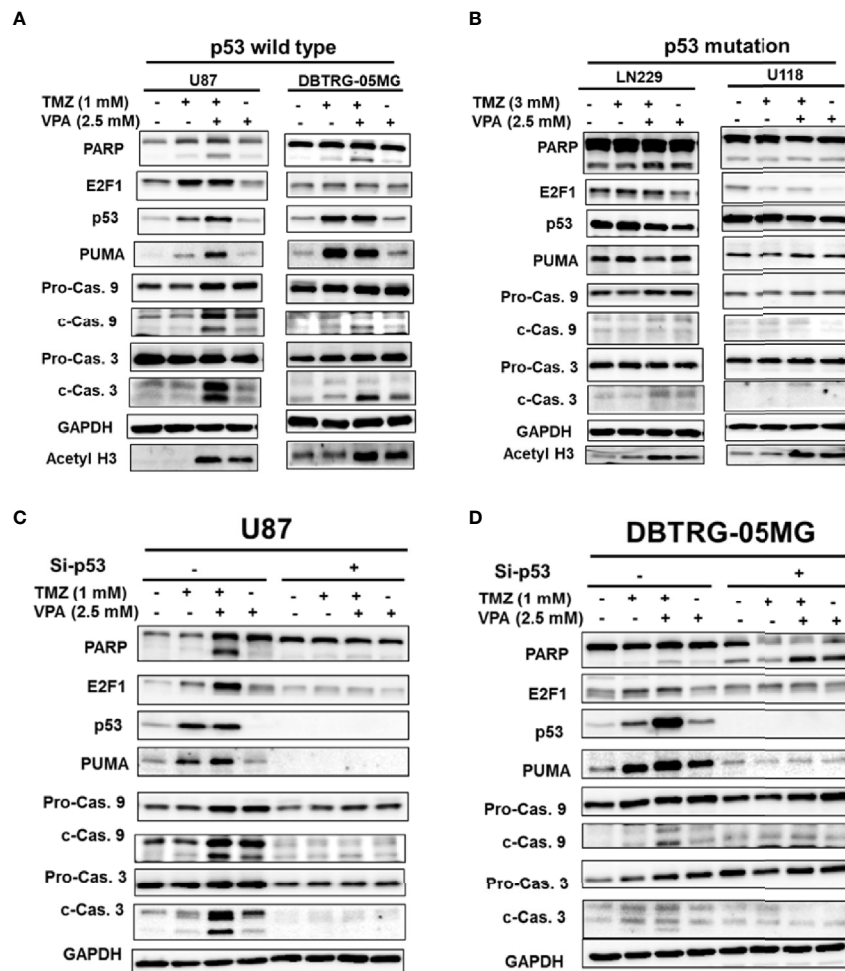 A
p53 wild type
U87 DBTRG-05MG
TMZ (1 mM) - + + - - + + -
VPA (2.5 mM) - - + + - - + +
PARP
E2F1
p53
PUMA
Pro-Cas. 9
c-Cas. 9
Pro-Cas. 3
c-Cas. 3
GAPDH
Acetyl H3
B
p53 mutation
LN229 U118
TMZ (3 mM) - + + - - + + -
VPA (2.5 mM) - - + + - - + +
PARP
E2F1
p53
PUMA
Pro-Cas. 9
c-Cas. 9
Pro-Cas. 3
c-Cas. 3
GAPDH
Acetyl H3
C
U87
Si-p53 - +
TMZ (1 mM) - + + - - + + -
VPA (2.5 mM) - - + + - - + +
PARP
E2F1
p53
PUMA
Pro-Cas. 9
c-Cas. 9
Pro-Cas. 3
c-Cas. 3
GAPDH
D
DBTRG-05MG
Si-p53 - +
TMZ (1 mM) - + + - - + + -
VPA (2.5 mM) - - + + - - + +
PARP
E2F1
p53
PUMA
Pro-Cas. 9
c-Cas. 9
Pro-Cas. 3
c-Cas. 3
GAPDH